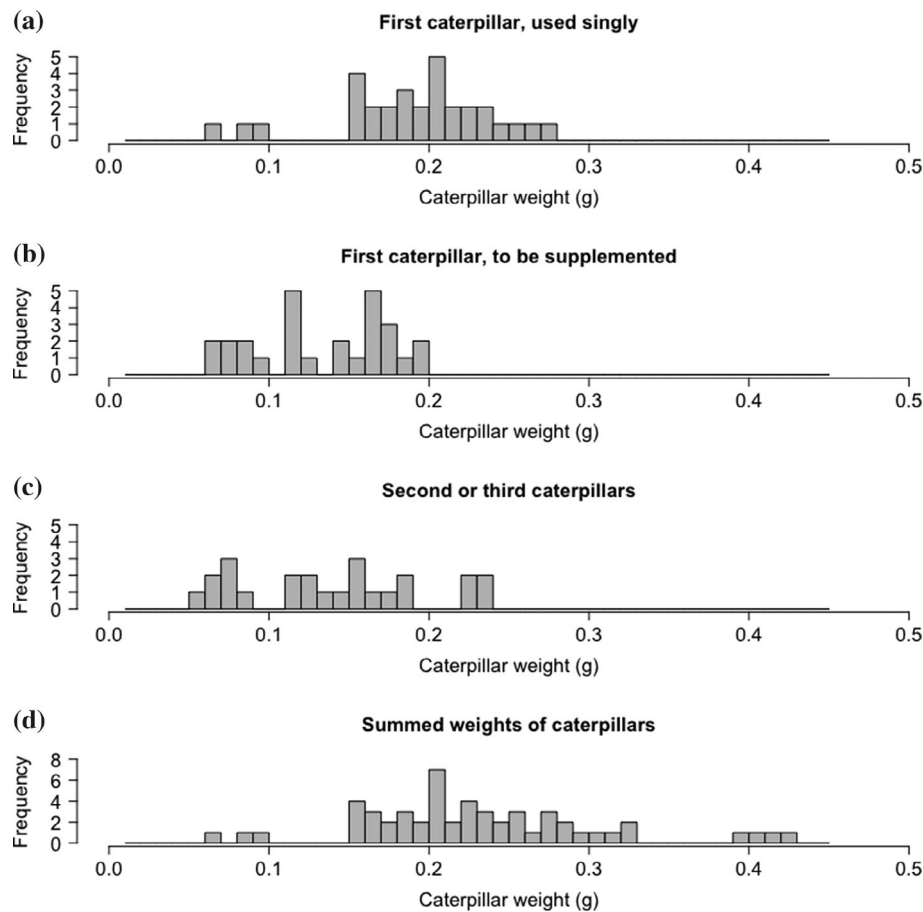 (a)
First caterpillar, used singly
Frequency
5
4
3
2
1
0
0.0 0.1 0.2 0.3 0.4 0.5
Caterpillar weight (g)
(b)
First caterpillar, to be supplemented
Frequency
5
4
3
2
1
0
0.0 0.1 0.2 0.3 0.4 0.5
Caterpillar weight (g)
(c)
Second or third caterpillars
Frequency
5
4
3
2
1
0
0.0 0.1 0.2 0.3 0.4 0.5
Caterpillar weight (g)
(d)
Summed weights of caterpillars
Frequency
8
6
4
2
0
0.0 0.1 0.2 0.3 0.4 0.5
Caterpillar weight (g)